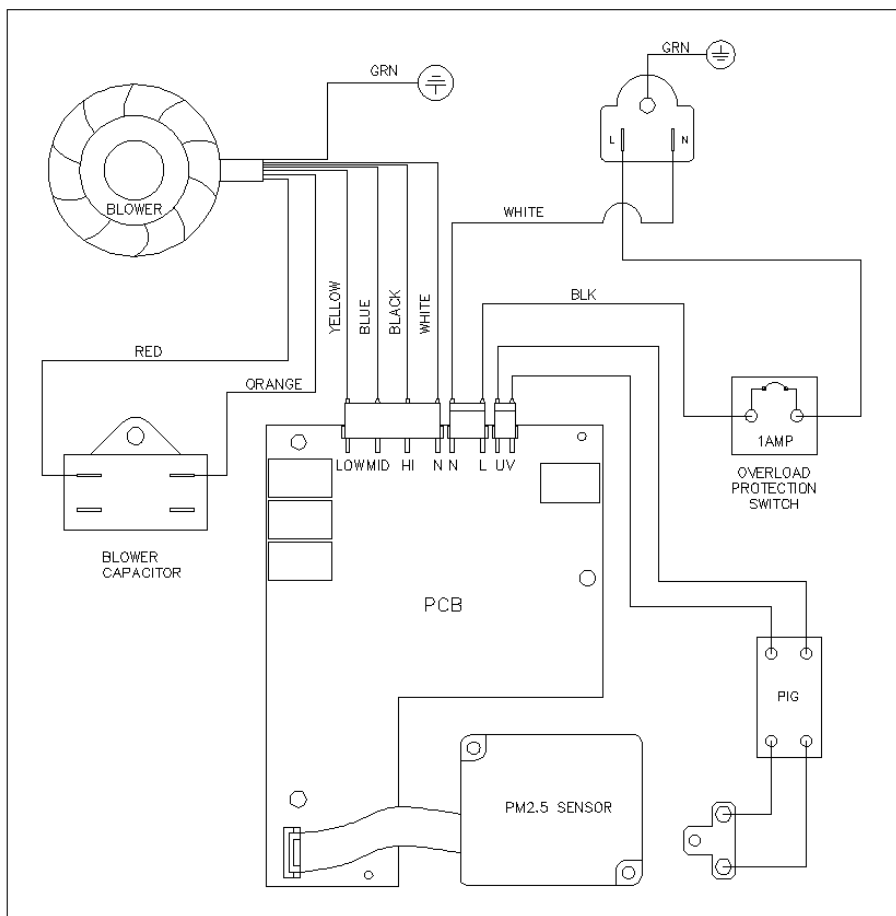 GRN
GRN
L
N
BLOWER
WHITE
YELLOW
BLUE
BLACK
WHITE
BLK
RED
ORANGE
1AMP
OVERLOAD
PROTECTION
SWITCH
LOW MID HI N N L UV
BLOWER
CAPACITOR
PCB
PIG
PM2.5 SENSOR